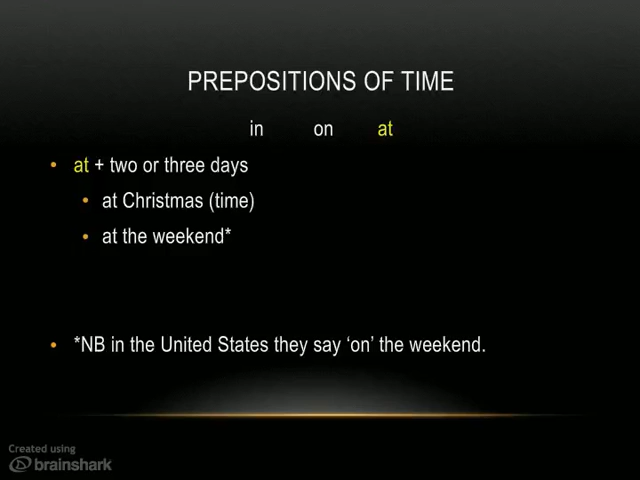 PREPOSITIONS OF TIME
in on at
• at + two or three days
• at Christmas (time)
• at the weekend*
• *NB in the United States they say ‘on’ the weekend.
Created using
brainshark